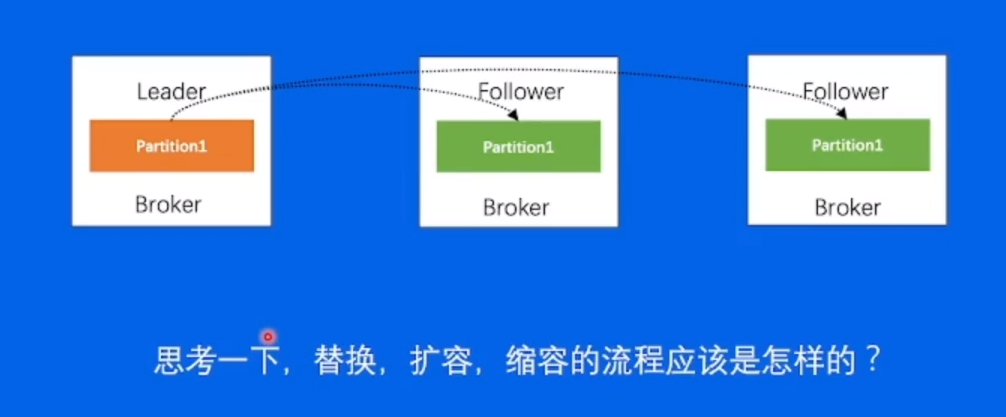 Leader
Follower
Follower
Partition1
Partition1
Partition1
Broker
Broker
Broker
思考一下，替换，扩容，缩容的流程应该是怎样的？